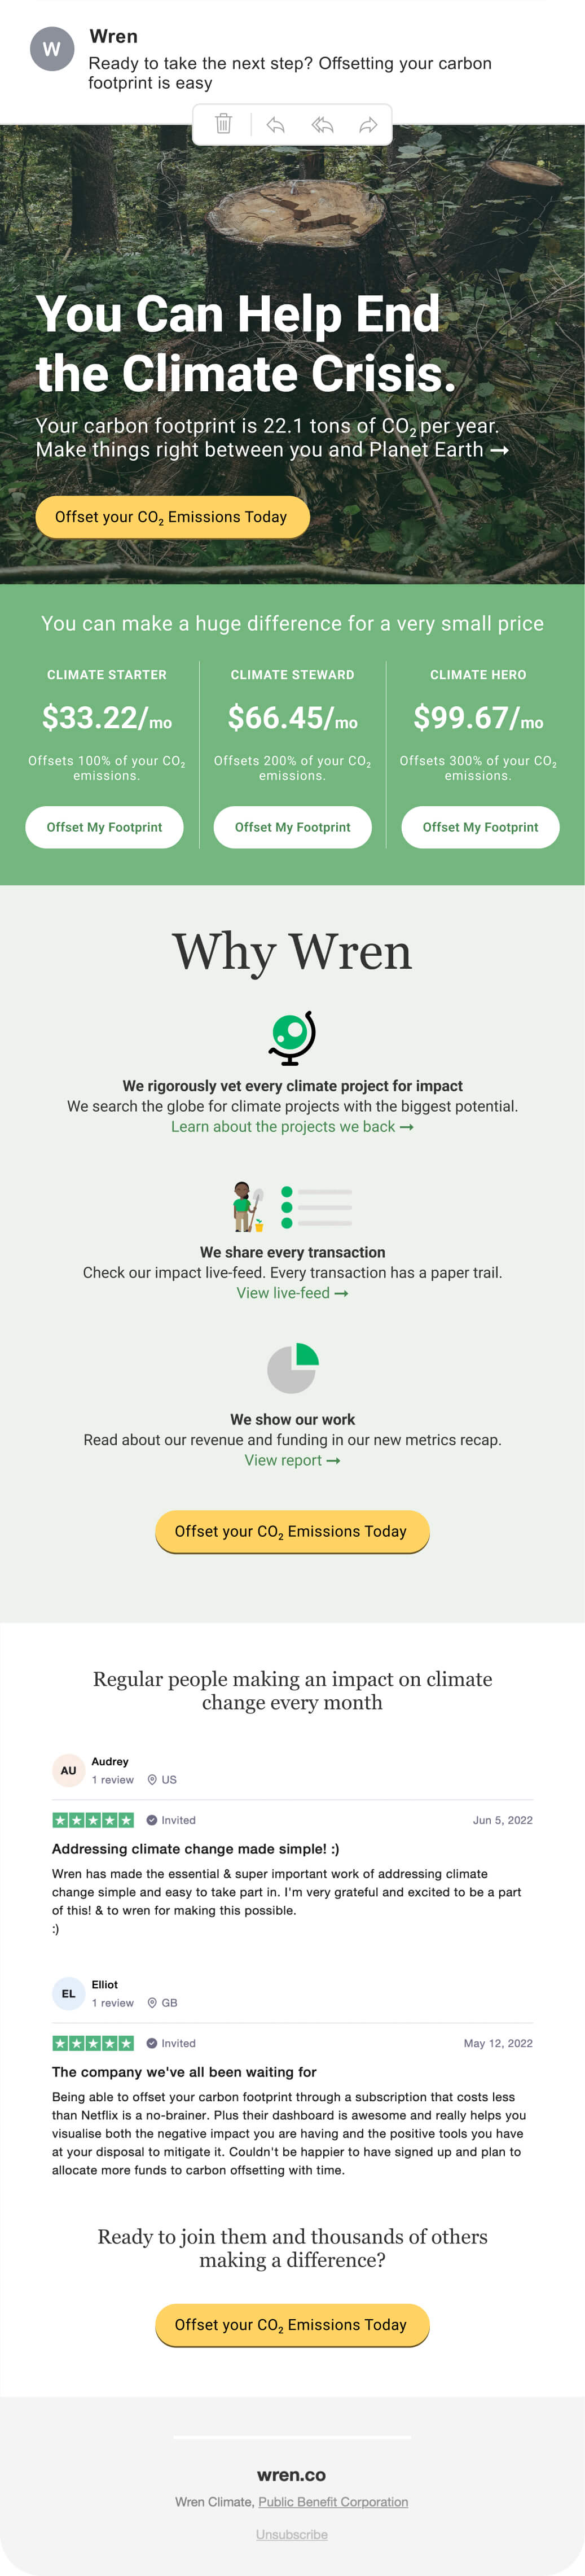 W
Wren
Ready to take the next step? Offsetting your carbon
footprint is easy
You Can Help End
the Climate Crisis.
Your carbon footprint is 22.1 tons of CO₂ per year.
Make things right between you and Planet Earth →
Offset your CO₂ Emissions Today
You can make a huge difference for a very small price
CLIMATE STARTER
$33.22/mo
Offsets 100% of your CO₂
emissions.
Offset My Footprint
CLIMATE STEWARD
$66.45/mo
Offsets 200% of your CO₂
emissions.
Offset My Footprint
CLIMATE HERO
$99.67/mo
Offsets 300% of your CO₂
emissions.
Offset My Footprint
Why Wren
We rigorously vet every climate project for impact
We search the globe for climate projects with the biggest potential.
Learn about the projects we back →
We share every transaction
Check our impact live-feed. Every transaction has a paper trail.
View live-feed →
We show our work
Read about our revenue and funding in our new metrics recap.
View report →
Offset your CO₂ Emissions Today
Regular people making an impact on climate
change every month
AU
Audrey
1 review US
Invited
Jun 5, 2022
Addressing climate change made simple! :)
Wren has made the essential & super important work of addressing climate
change simple and easy to take part in. I'm very grateful and excited to be a part
of this! & to wren for making this possible.
:)
EL
Elliot
1 review GB
Invited
May 12, 2022
The company we've all been waiting for
Being able to offset your carbon footprint through a subscription that costs less
than Netflix is a no-brainer. Plus their dashboard is awesome and really helps you
visualise both the negative impact you are having and the positive tools you have
at your disposal to mitigate it. Couldn't be happier to have signed up and plan to
allocate more funds to carbon offsetting with time.
Ready to join them and thousands of others
making a difference?
Offset your CO₂ Emissions Today
wren.co
Wren Climate, Public Benefit Corporation
Unsubscribe